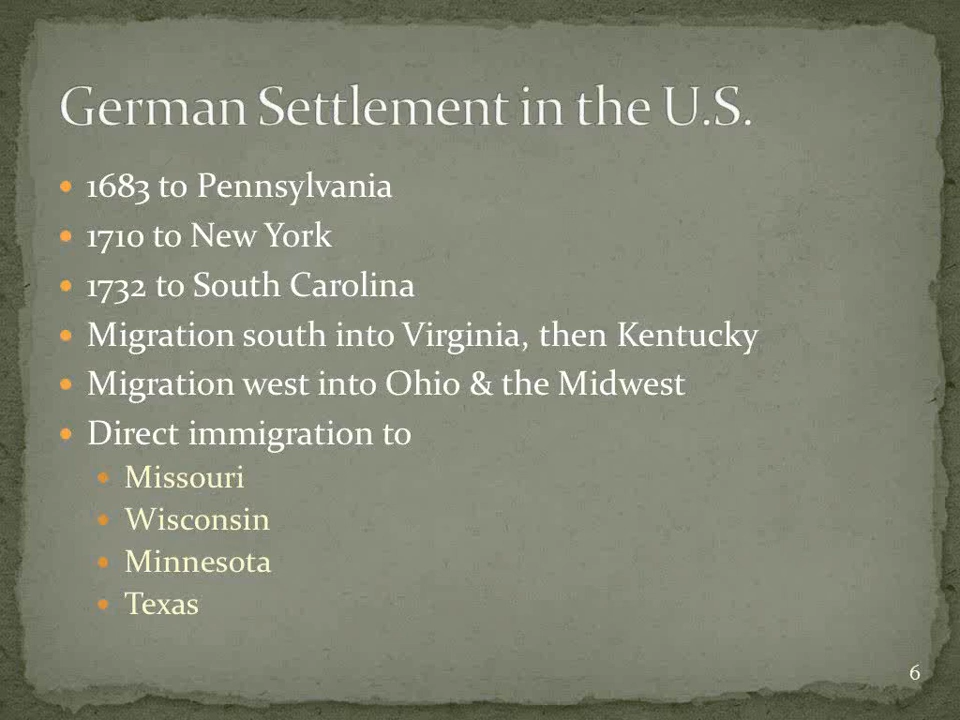 German Settlement in the U.S.
• 1683 to Pennsylvania
• 1710 to New York
• 1732 to South Carolina
• Migration south into Virginia, then Kentucky
• Migration west into Ohio & the Midwest
• Direct immigration to
• Missouri
• Wisconsin
• Minnesota
• Texas
6